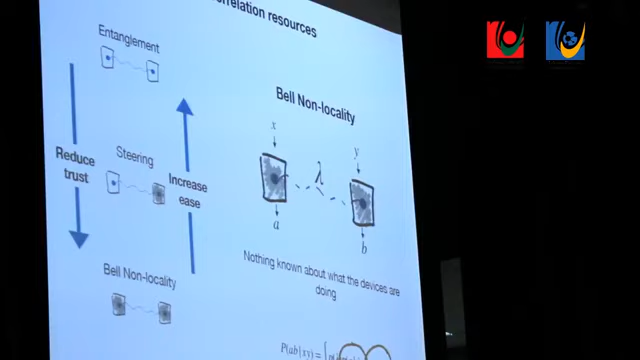 relation resources
Entanglement
Bell Non-locality
x
y
Reduce
trust
Steering
Increase
ease
λ
a
b
Nothing known about what the devices are
doing
Bell Non-locality
P(ab|xy) = ∫